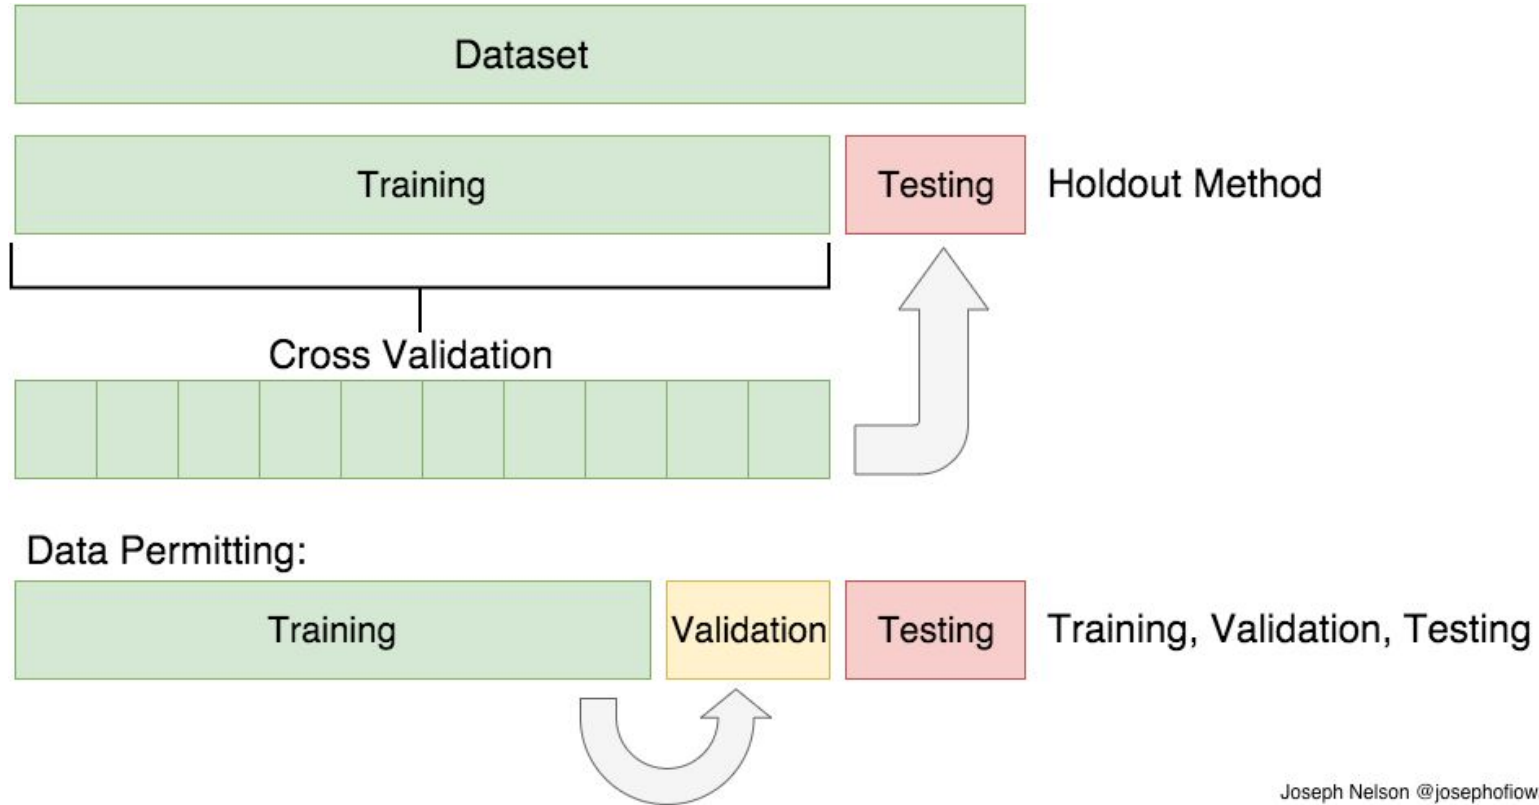 Dataset
Training
Testing
Holdout Method
Cross Validation
Data Permitting:
Training
Validation
Testing
Training, Validation, Testing
Joseph Nelson @josephofiow